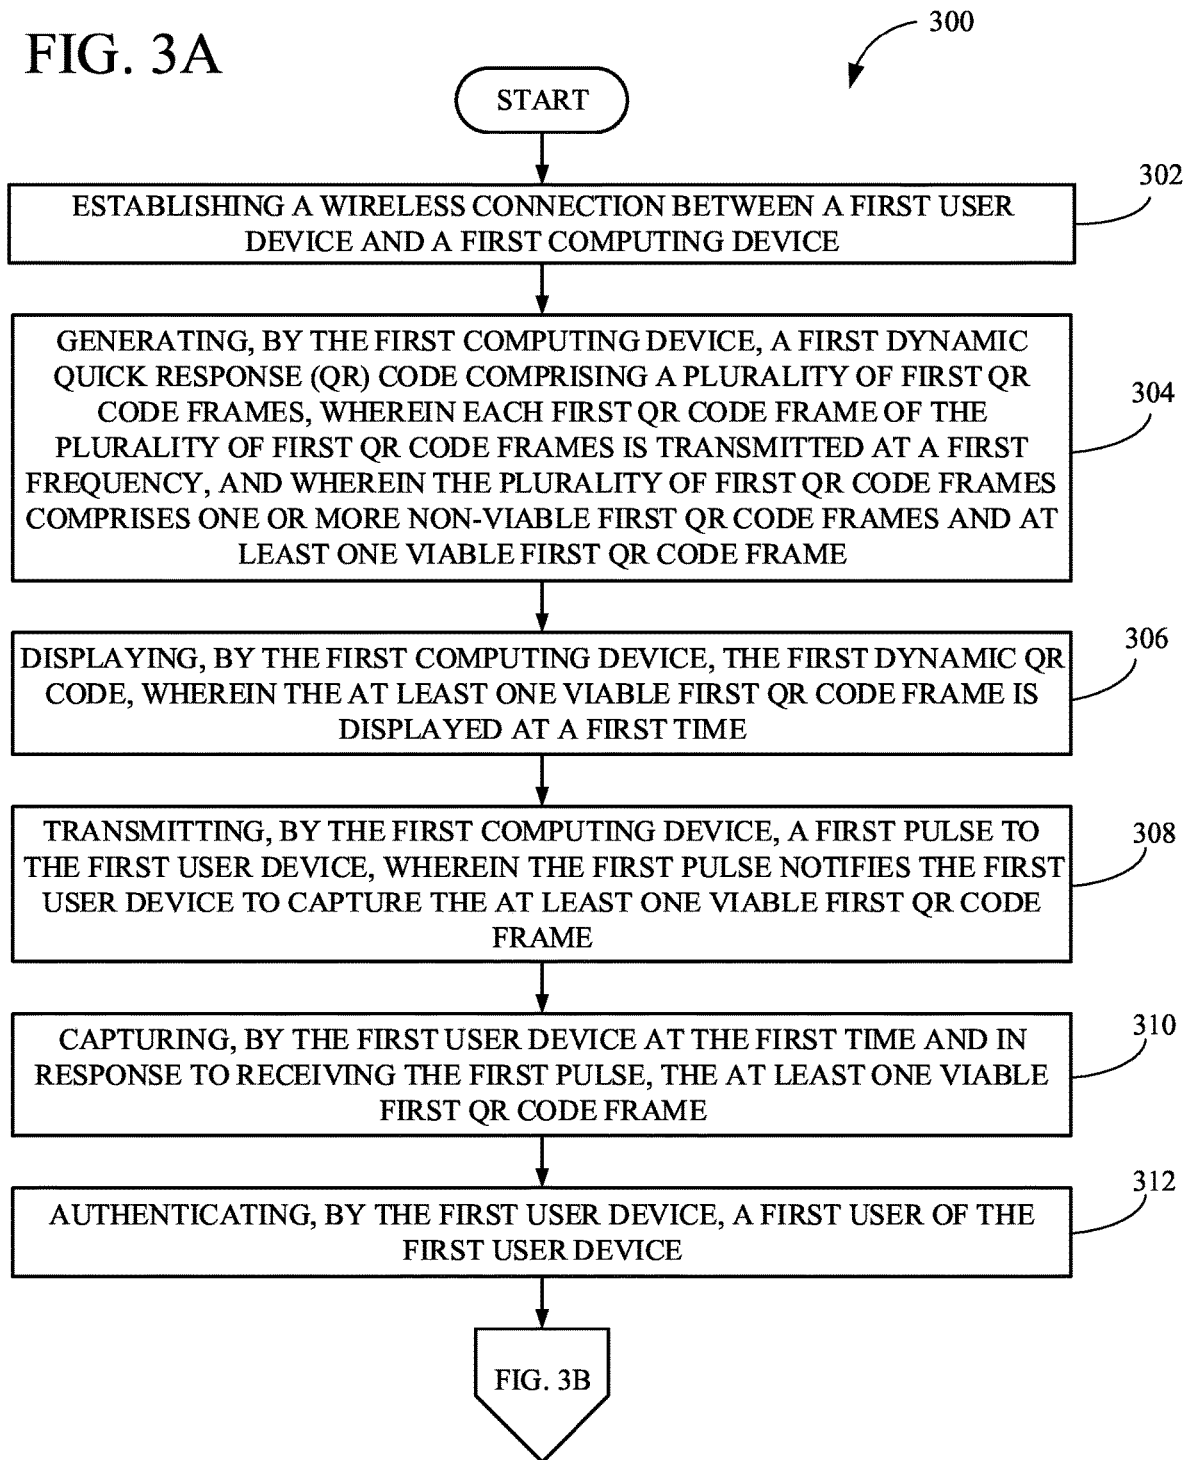 FIG. 3A
300
START
302
ESTABLISHING A WIRELESS CONNECTION BETWEEN A FIRST USER
DEVICE AND A FIRST COMPUTING DEVICE
GENERATING, BY THE FIRST COMPUTING DEVICE, A FIRST DYNAMIC
QUICK RESPONSE (QR) CODE COMPRISING A PLURALITY OF FIRST QR
CODE FRAMES, WHEREIN EACH FIRST QR CODE FRAME OF THE
PLURALITY OF FIRST QR CODE FRAMES IS TRANSMITTED AT A FIRST
FREQUENCY, AND WHEREIN THE PLURALITY OF FIRST QR CODE FRAMES
COMPRISES ONE OR MORE NON-VIABLE FIRST QR CODE FRAMES AND AT
LEAST ONE VIABLE FIRST QR CODE FRAME
304
DISPLAYING, BY THE FIRST COMPUTING DEVICE, THE FIRST DYNAMIC QR
CODE, WHEREIN THE AT LEAST ONE VIABLE FIRST QR CODE FRAME IS
DISPLAYED AT A FIRST TIME
306
TRANSMITTING, BY THE FIRST COMPUTING DEVICE, A FIRST PULSE TO
THE FIRST USER DEVICE, WHEREIN THE FIRST PULSE NOTIFIES THE FIRST
USER DEVICE TO CAPTURE THE AT LEAST ONE VIABLE FIRST QR CODE
FRAME
308
CAPTURING, BY THE FIRST USER DEVICE AT THE FIRST TIME AND IN
RESPONSE TO RECEIVING THE FIRST PULSE, THE AT LEAST ONE VIABLE
FIRST QR CODE FRAME
310
AUTHENTICATING, BY THE FIRST USER DEVICE, A FIRST USER OF THE
FIRST USER DEVICE
312
FIG. 3B